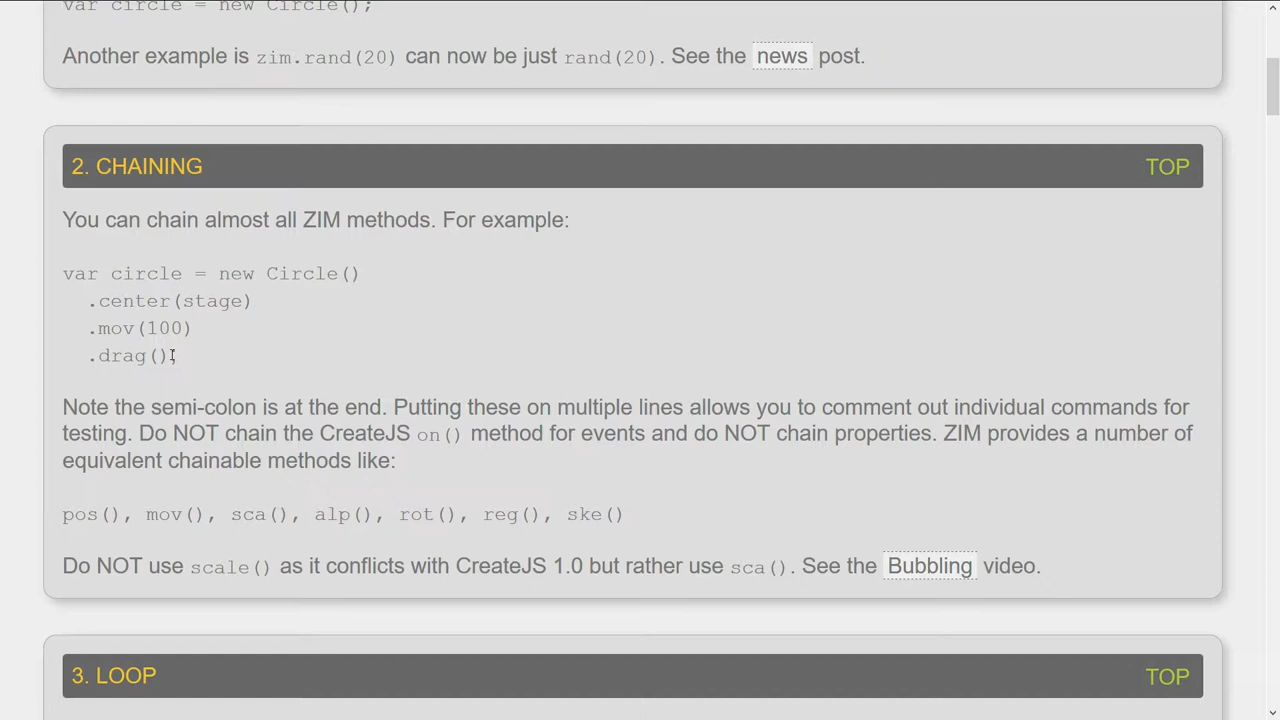 var circle = new Circle();
Another example is zim.rand(20) can now be just rand(20). See the news post.
2. CHAINING TOP
You can chain almost all ZIM methods. For example:
var circle = new Circle()
.center(stage)
.mov(100)
.drag();
Note the semi-colon is at the end. Putting these on multiple lines allows you to comment out individual commands for
testing. Do NOT chain the CreateJS on() method for events and do NOT chain properties. ZIM provides a number of
equivalent chainable methods like:
pos(), mov(), sca(), alp(), rot(), reg(), ske()
Do NOT use scale() as it conflicts with CreateJS 1.0 but rather use sca(). See the Bubbling video.
3. LOOP TOP